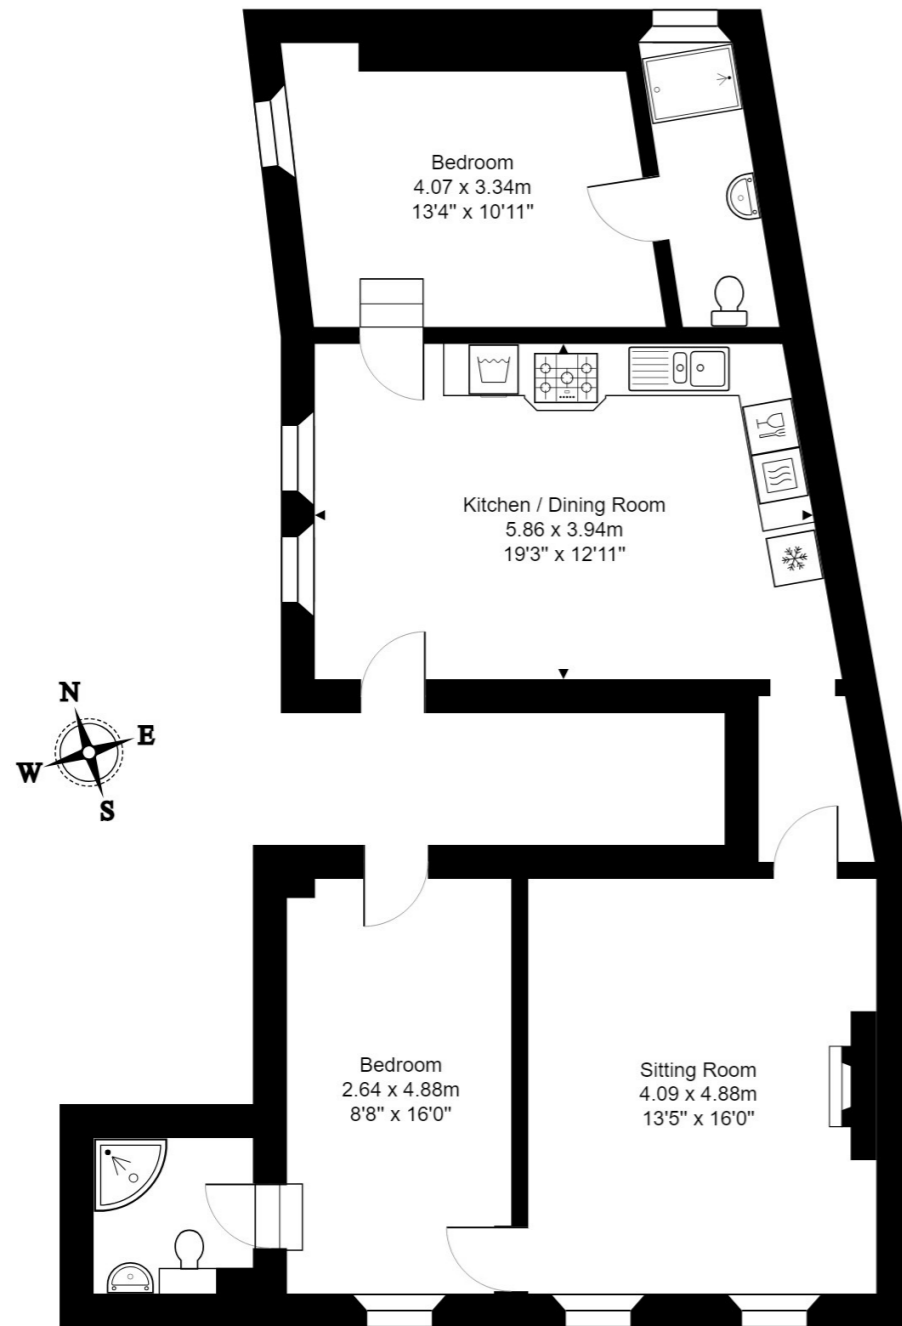 Bedroom
4.07 x 3.34m
13'4" x 10'11"
Kitchen / Dining Room
5.86 x 3.94m
19'3" x 12'11"
N
E
W
S
Bedroom
2.64 x 4.88m
8'8" x 16'0"
Sitting Room
4.09 x 4.88m
13'5" x 16'0"